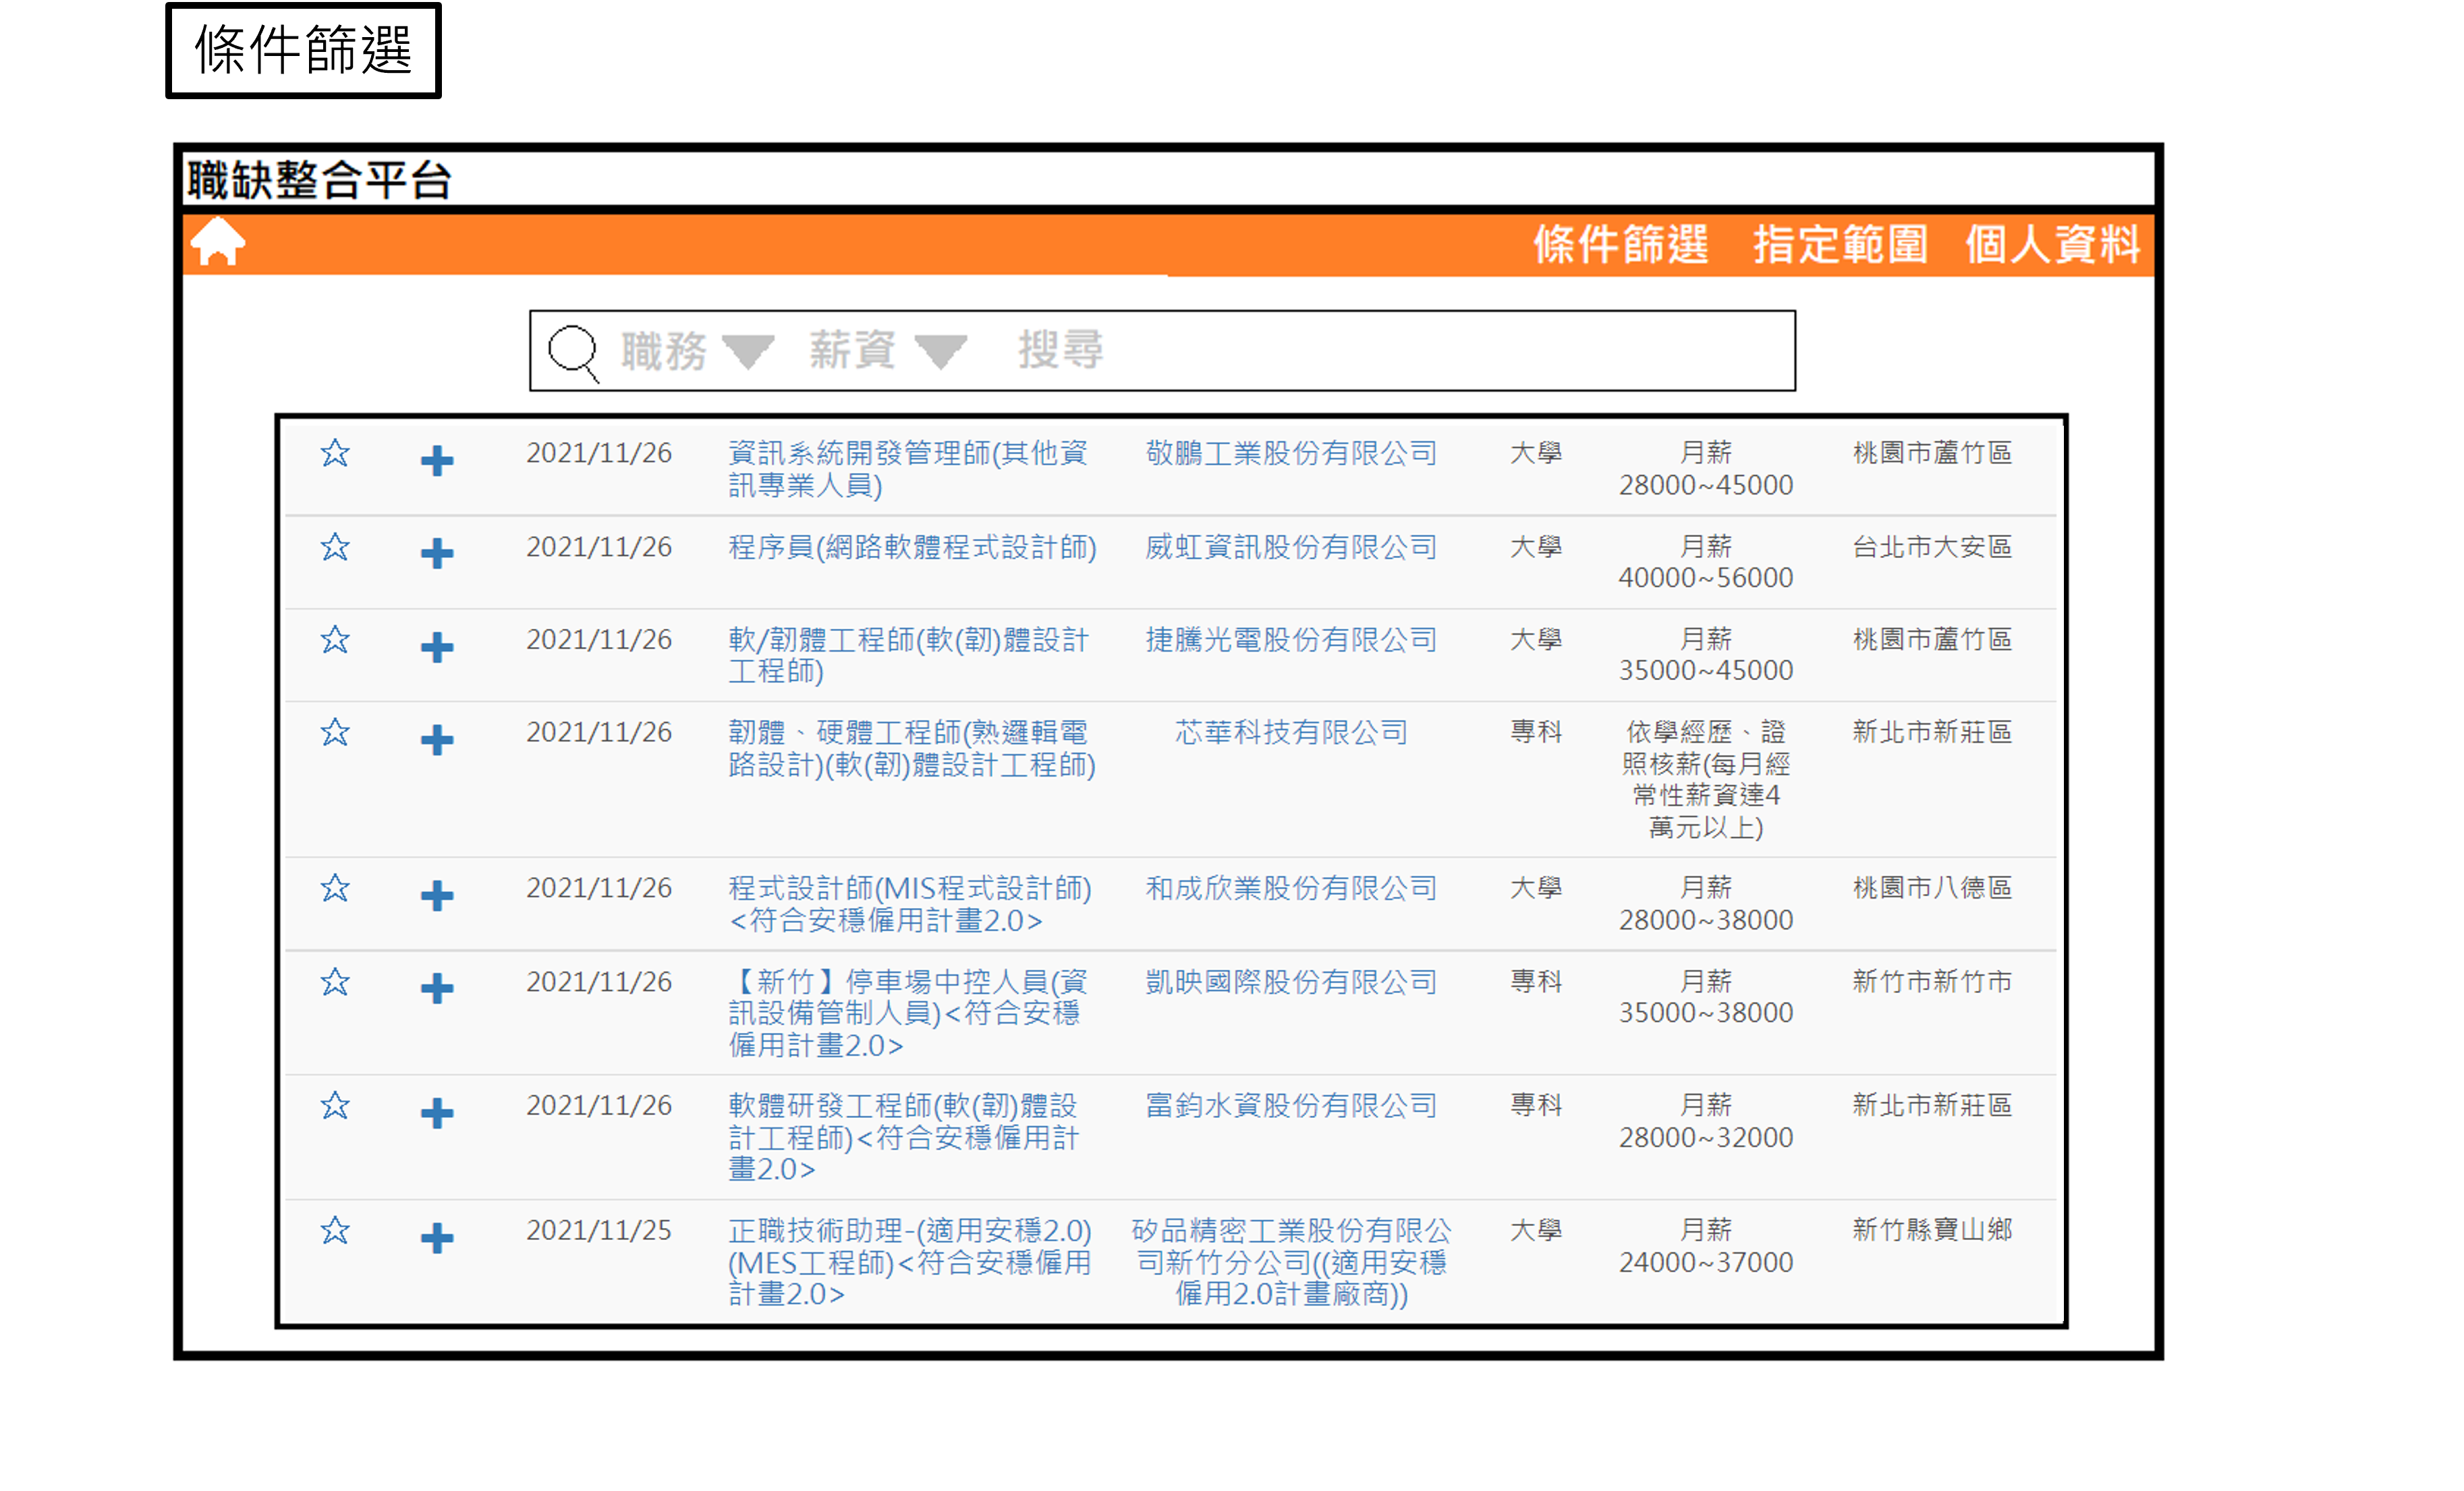 條件篩選
職缺整合平台
條件篩選 指定範圍 個人資料
職務 薪資 搜尋
2021/11/26 資訊系統開發管理師(其他資 敬鵬工業股份有限公司 大學 月薪 桃園市蘆竹區
訊專業人員) 28000~45000
2021/11/26 程序員(網路軟體程式設計師) 威虹資訊股份有限公司 大學 月薪 台北市大安區
40000~56000
2021/11/26 軟/韌體工程師(軟(韌)體設計 捷騰光電股份有限公司 大學 月薪 桃園市蘆竹區
工程師) 35000~45000
2021/11/26 韌體、硬體工程師(熟邏輯電 芯華科技有限公司 專科 依學經歷、證 新北市新莊區
路設計)(軟(韌)體設計工程師) 照核薪(每月經
常性薪資達4
萬元以上)
2021/11/26 程式設計師(MIS程式設計師) 和成欣業股份有限公司 大學 月薪 桃園市八德區
<符合安穩僱用計畫2.0> 28000~38000
2021/11/26 【新竹】停車場中控人員(資 凱映國際股份有限公司 專科 月薪 新竹市新竹市
訊設備管制人員)<符合安穩 35000~38000
僱用計畫2.0>
2021/11/26 軟體研發工程師(軟(韌)體設 富鈞水資股份有限公司 專科 月薪 新北市新莊區
計工程師)<符合安穩僱用計 28000~32000
畫2.0>
2021/11/25 正職技術助理-(適用安穩2.0) 矽品精密工業股份有限公 大學 月薪 新竹縣寶山鄉
(MES工程師)<符合安穩僱用 司新竹分公司((適用安穩 24000~37000
計畫2.0> 僱用2.0計畫廠商))